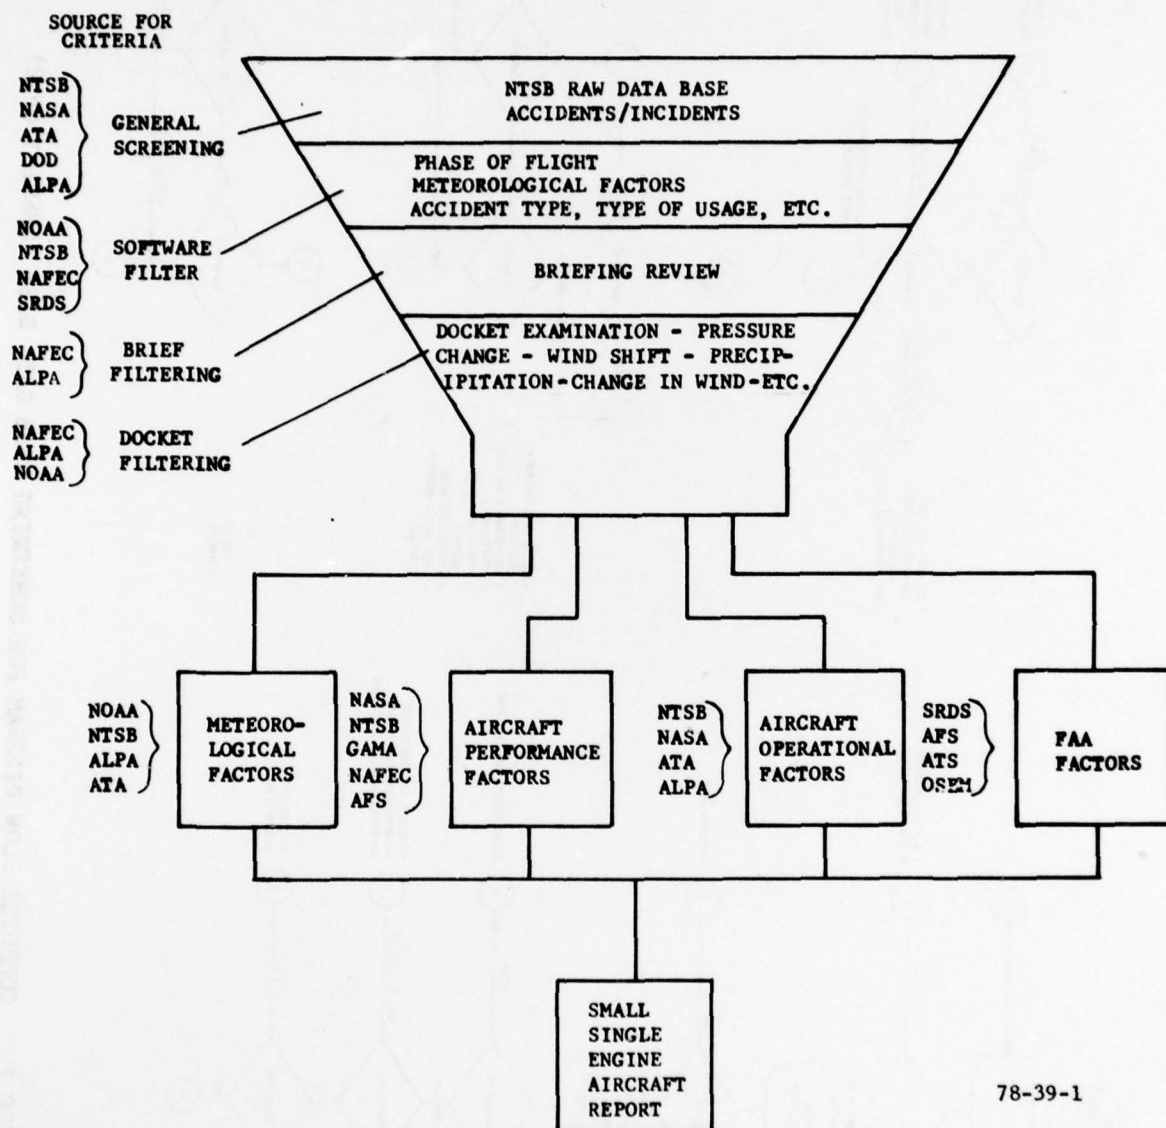 SOURCE FOR
CRITERIA
NTSB
NASA
ATA
DOD
ALPA
GENERAL
SCREENING
NTSB RAW DATA BASE
ACCIDENTS/INCIDENTS
NOAA
NTSB
NAFEC
SRDS
SOFTWARE
FILTER
PHASE OF FLIGHT
METEOROLOGICAL FACTORS
ACCIDENT TYPE, TYPE OF USAGE, ETC.
NAFEC
ALPA
BRIEF
FILTERING
BRIEFING REVIEW
NAFEC
ALPA
NOAA
DOCKET
FILTERING
DOCKET EXAMINATION - PRESSURE
CHANGE - WIND SHIFT - PRECIP-
IPITATION-CHANGE IN WIND-ETC.
NOAA
NTSB
ALPA
ATA
METEORO-
LOGICAL
FACTORS
NASA
NTSB
GAMA
NAFEC
AFS
AIRCRAFT
PERFORMANCE
FACTORS
NTSB
NASA
ATA
ALPA
AIRCRAFT
OPERATIONAL
FACTORS
SRDS
AFS
ATS
OSEM
FAA
FACTORS
SMALL
SINGLE
ENGINE
AIRCRAFT
REPORT
78-39-1